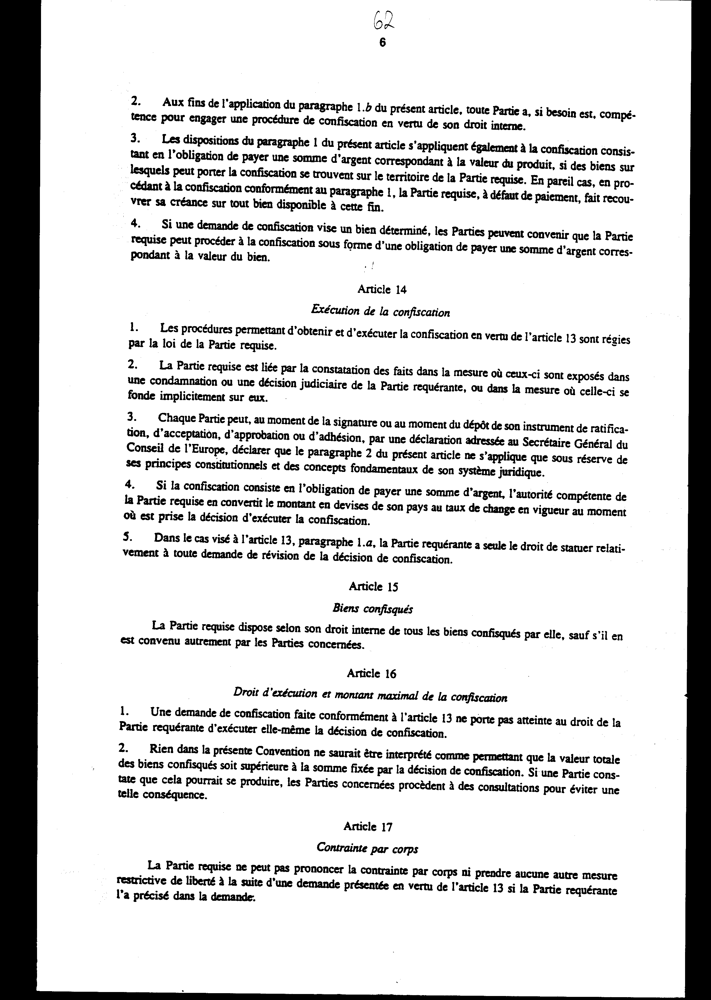 62
6
2. Aux fins de l'application du paragraphe 1.b du présent article, toute Partie a, si besoin est, compé-
tence pour engager une procédure de confiscation en vertu de son droit interne.
3. Les dispositions du paragraphe 1 du présent article s'appliquent également à la confiscation consis-
tant en l'obligation de payer une somme d'argent correspondant à la valeur du produit, si des biens sur
lesquels peut porter la confiscation se trouvent sur le territoire de la Partie requise. En pareil cas, en pro-
cédant à la confiscation conformément au paragraphe 1, la Partie requise, à défaut de paiement, fait recou-
vrer sa créance sur tout bien disponible à cette fin.
4. Si une demande de confiscation vise un bien déterminé, les Parties peuvent convenir que la Partie
requise peut procéder à la confiscation sous forme d'une obligation de payer une somme d'argent corres-
pondant à la valeur du bien.
Article 14
Exécution de la confiscation
1. Les procédures permettant d'obtenir et d'exécuter la confiscation en vertu de l'article 13 sont régies
par la loi de la Partie requise.
2. La Partie requise est liée par la constatation des faits dans la mesure où ceux-ci sont exposés dans
une condamnation ou une décision judiciaire de la Partie requérante, ou dans la mesure où celle-ci se
fonde implicitement sur eux.
3. Chaque Partie peut, au moment de la signature ou au moment du dépôt de son instrument de ratifica-
tion, d'acceptation, d'approbation ou d'adhésion, par une déclaration adressée au Secrétaire Général du
Conseil de l'Europe, déclarer que le paragraphe 2 du présent article ne s'applique que sous réserve de
ses principes constitutionnels et des concepts fondamentaux de son système juridique.
4. Si la confiscation consiste en l'obligation de payer une somme d'argent, l'autorité compétente de
la Partie requise en convertit le montant en devises de son pays au taux de change en vigueur au moment
où est prise la décision d'exécuter la confiscation.
5. Dans le cas visé à l'article 13, paragraphe 1.a, la Partie requérante a seule le droit de statuer relati-
vement à toute demande de révision de la décision de confiscation.
Article 15
Biens confisqués
La Partie requise dispose selon son droit interne de tous les biens confisqués par elle, sauf s'il en
est convenu autrement par les Parties concernées.
Article 16
Droit d'exécution et montant maximal de la confiscation
1. Une demande de confiscation faite conformément à l'article 13 ne porte pas atteinte au droit de la
Partie requérante d'exécuter elle-même la décision de confiscation.
2. Rien dans la présente Convention ne saurait être interprété comme permettant que la valeur totale
des biens confisqués soit supérieure à la somme fixée par la décision de confiscation. Si une Partie cons-
tate que cela pourrait se produire, les Parties concernées procèdent à des consultations pour éviter une
telle conséquence.
Article 17
Contrainte par corps
La Partie requise ne peut pas prononcer la contrainte par corps ni prendre aucune autre mesure
restrictive de liberté à la suite d'une demande présentée en vertu de l'article 13 si la Partie requérante
l'a précisé dans la demande.